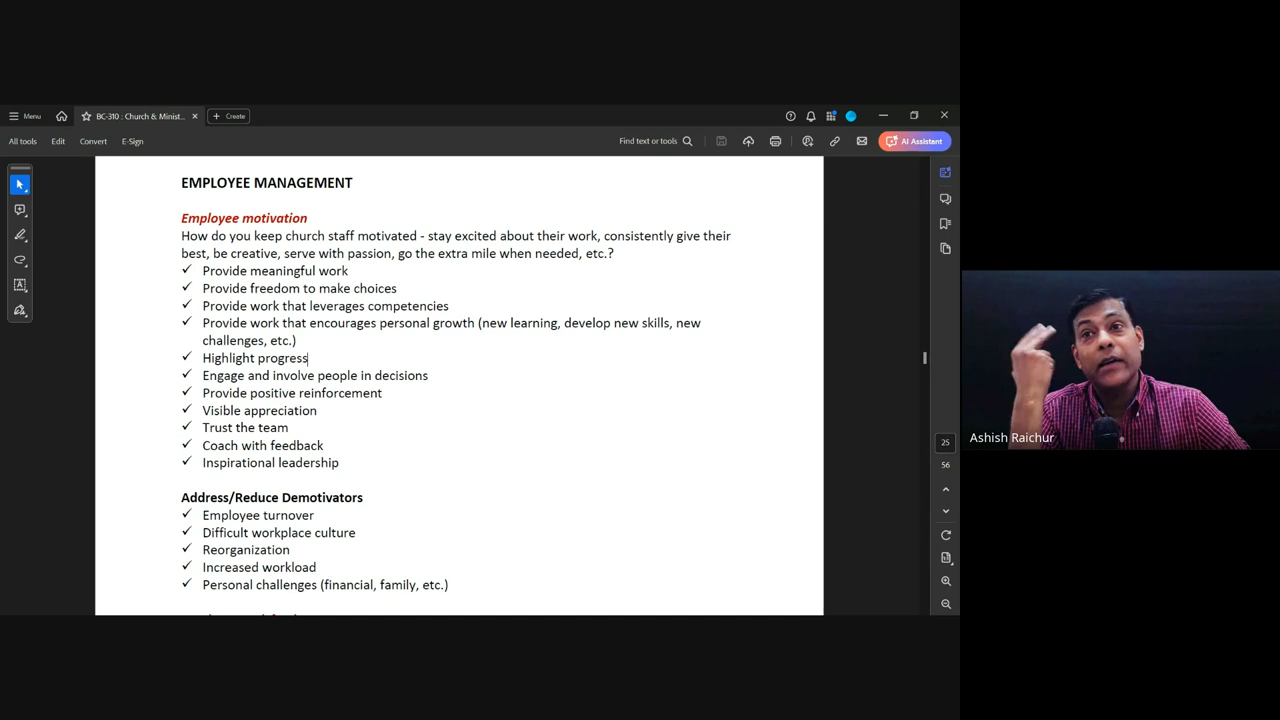 Menu
BC-310 : Church & Minist...
Create
All tools
Edit
Convert
E-Sign
Find text or tools
AI Assistant
EMPLOYEE MANAGEMENT
Employee motivation
How do you keep church staff motivated - stay excited about their work, consistently give their
best, be creative, serve with passion, go the extra mile when needed, etc.?
✓ Provide meaningful work
✓ Provide freedom to make choices
✓ Provide work that leverages competencies
✓ Provide work that encourages personal growth (new learning, develop new skills, new
challenges, etc.)
✓ Highlight progress
✓ Engage and involve people in decisions
✓ Provide positive reinforcement
✓ Visible appreciation
✓ Trust the team
✓ Coach with feedback
✓ Inspirational leadership
Address/Reduce Demotivators
✓ Employee turnover
✓ Difficult workplace culture
✓ Reorganization
✓ Increased workload
✓ Personal challenges (financial, family, etc.)
25
56
Ashish Raichur